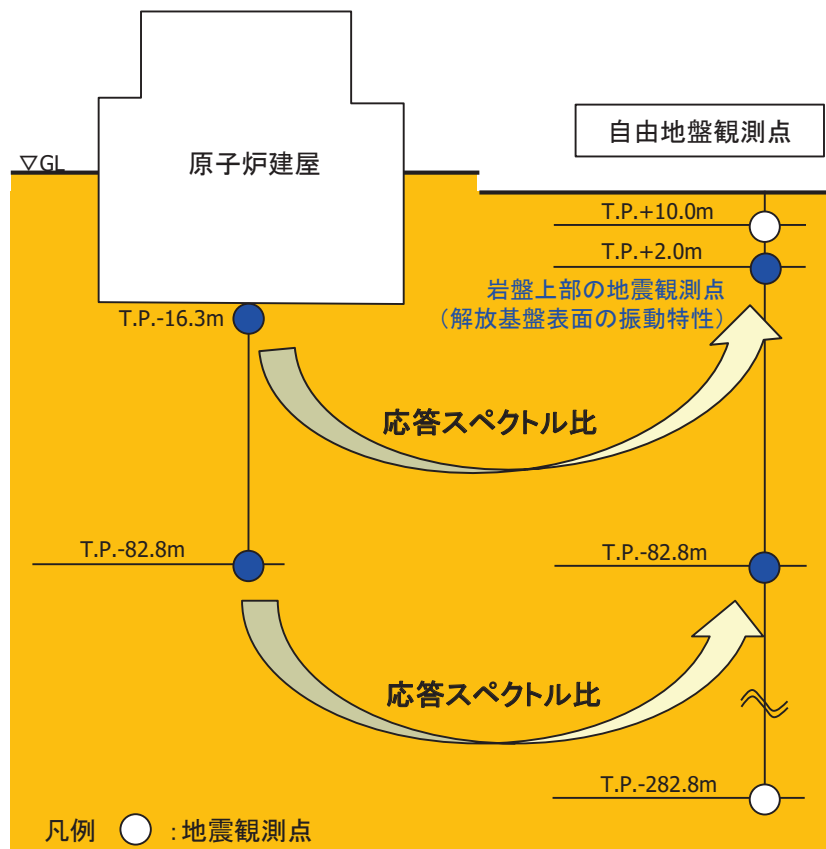 原子炉建屋
自由地盤観測点
▽GL
T.P.+10.0m
T.P.+2.0m
岩盤上部の地震観測点
（解放基盤表面の振動特性）
T.P.-16.3m
応答スペクトル比
T.P.-82.8m
T.P.-82.8m
応答スペクトル比
T.P.-282.8m
凡例 ○ :地震観測点